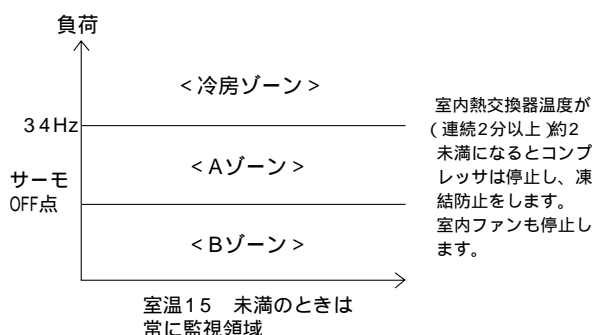 負荷
<冷房ゾーン>
34Hz
<Aゾーン>
サーモ
OFF点
<Bゾーン>
室温15 未満のときは
常に監視領域
室内熱交換器温度が
(連続2分以上)約2
未満になるとコンプ
レッサは停止し、凍
結防止をします。
室内ファンも停止し
ます。